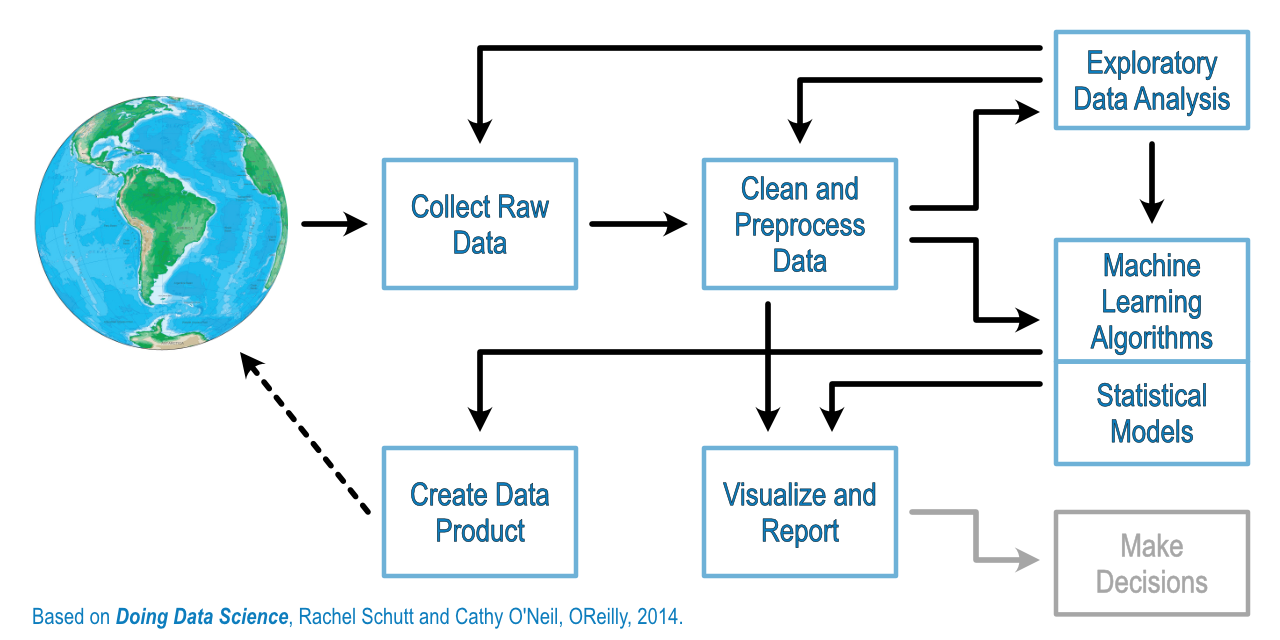 Exploratory
Data Analysis
Collect Raw
Data
Clean and
Preprocess
Data
Machine
Learning
Algorithms
Statistical
Models
Create Data
Product
Visualize and
Report
Make
Decisions
Based on Doing Data Science, Rachel Schutt and Cathy O'Neil, OReilly, 2014.